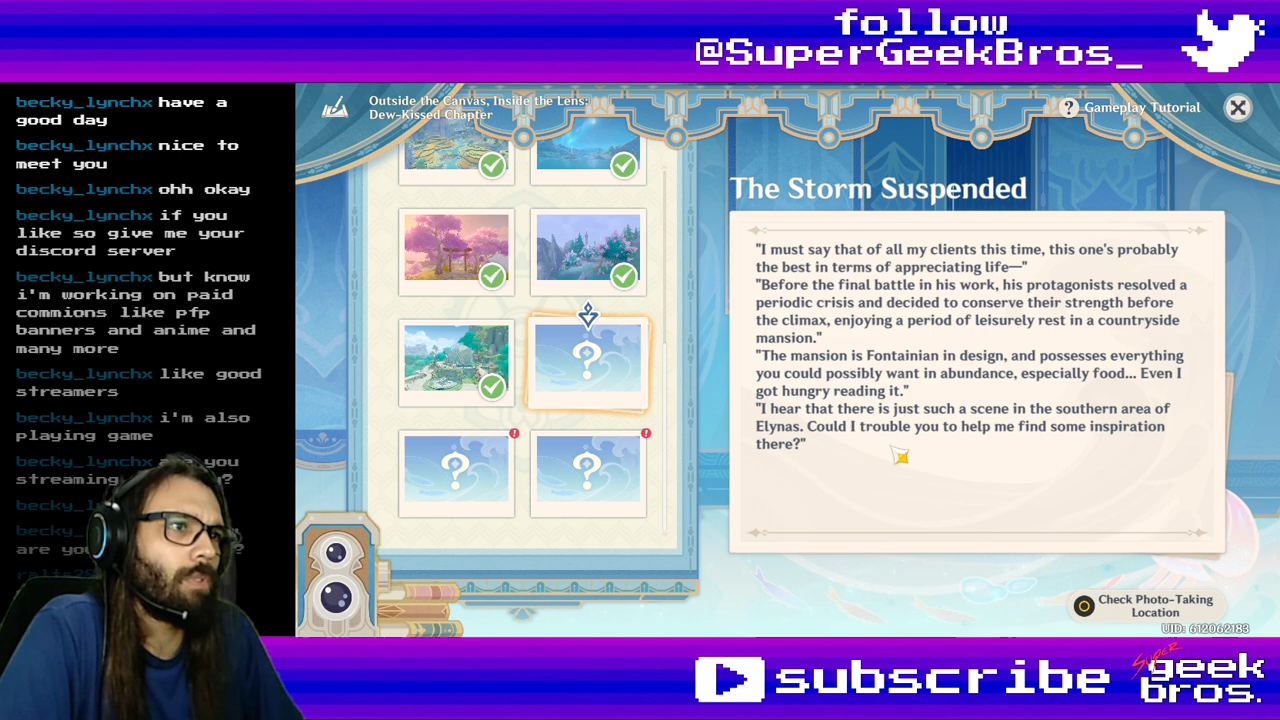 follow
@SuperGeekBros_
becky_lynchx have a
good day
becky_lynchx nice to
meet you
becky_lynchx ohh okay
becky_lynchx if you
like so give me your
discord server
becky_lynchx but know
i'm working on paid
commions like pfp
banners and anime and
many more
becky_lynchx like good
streamers
becky_lynchx i'm also
playing game
Outside the Canvas, Inside the Lens:
Dew-Kissed Chapter
? Gameplay Tutorial
The Storm Suspended
"I must say that of all my clients this time, this one's probably
the best in terms of appreciating life—"
"Before the final battle in his work, his protagonists resolved a
periodic crisis and decided to conserve their strength before
the climax, enjoying a period of leisurely rest in a countryside
mansion."
"The mansion is Fontainian in design, and possesses everything
you could possibly want in abundance, especially food... Even I
got hungry reading it."
"I hear that there is just such a scene in the southern area of
Elynas. Could I trouble you to help me find some inspiration
there?"
?
?
?
Check Photo-Taking
Location
UID: 612062183
subscribe
Super
geek
bros.